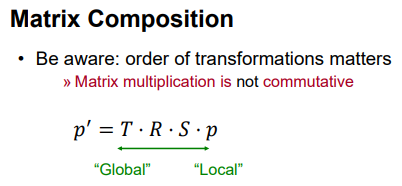 Matrix Composition
• Be aware: order of transformations matters
» Matrix multiplication is not commutative
p′ = T · R · S · p
“Global” “Local”